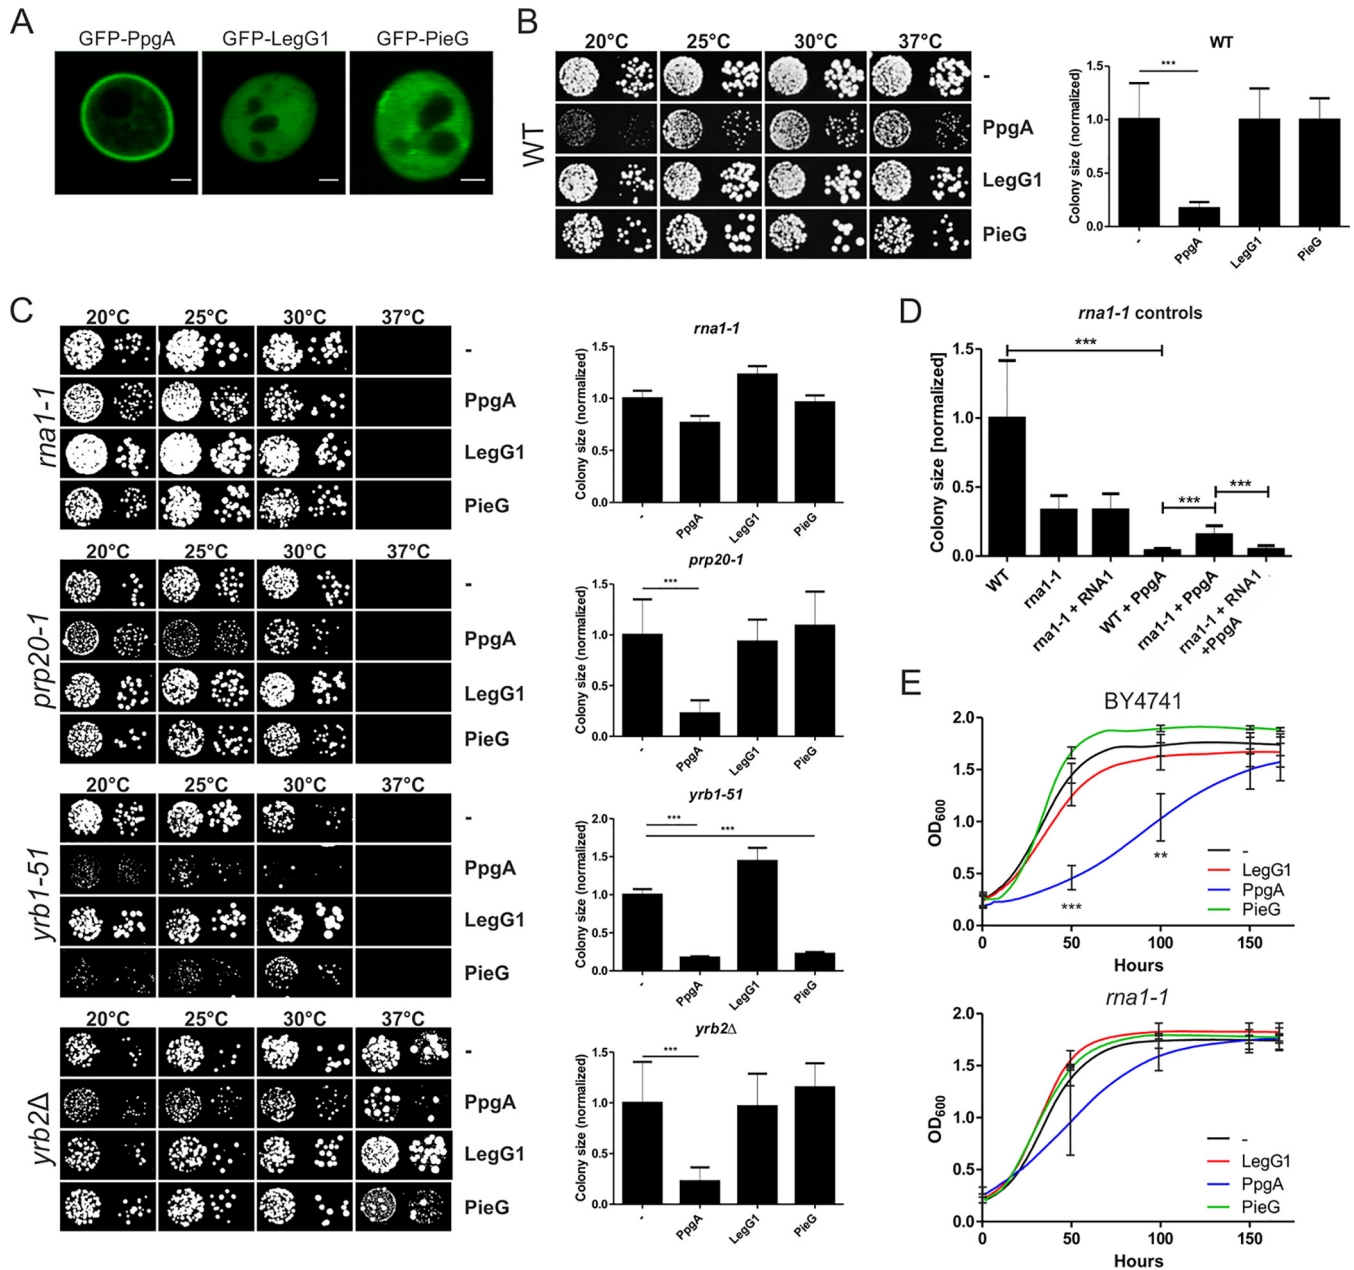 A
GFP-PpgA GFP-LegG1 GFP-PieG
B
20°C 25°C 30°C 37°C
WT
-
PpgA
LegG1
PieG
WT
***
Colony size (normalized)
1.5
1.0
0.5
0.0
- PpgA LegG1 PieG
C
20°C 25°C 30°C 37°C
rna1-1
-
PpgA
LegG1
PieG
rna1-1
Colony size (normalized)
1.5
1.0
0.5
0.0
- PpgA LegG1 PieG
20°C 25°C 30°C 37°C
prp20-1
-
PpgA
LegG1
PieG
prp20-1
***
Colony size (normalized)
1.5
1.0
0.5
0.0
- PpgA LegG1 PieG
20°C 25°C 30°C 37°C
yrb1-51
-
PpgA
LegG1
PieG
yrb1-51
***
***
Colony size (normalized)
2.0
1.5
1.0
0.5
0.0
- PpgA LegG1 PieG
20°C 25°C 30°C 37°C
yrb2Δ
-
PpgA
LegG1
PieG
yrb2Δ
***
Colony size (normalized)
1.5
1.0
0.5
0.0
- PpgA LegG1 PieG
D
rna1-1 controls
***
***
***
Colony size [normalized]
1.5
1.0
0.5
0.0
WT
rna1-1
rna1-1 + RNA1
WT + PpgA
rna1-1 + PpgA
rna1-1 + RNA1
+PpgA
E
BY4741
OD600
2.0
1.5
1.0
0.5
0.0
***
**
-
LegG1
PpgA
PieG
0 50 100 150
Hours
rna1-1
OD600
2.0
1.5
1.0
0.5
0.0
-
LegG1
PpgA
PieG
0 50 100 150
Hours